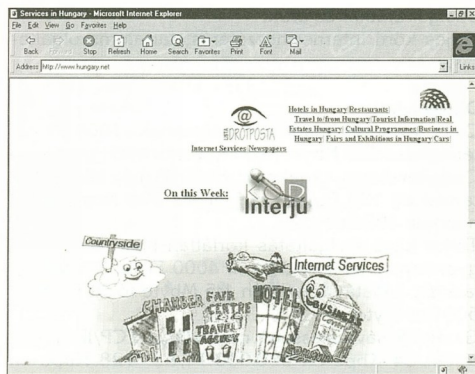 Services in Hungary - Microsoft Internet Explorer
File Edit View Go Favorites Help
Back Forward Stop Refresh Home Search Favorites Print Font Mail
Address http://www.hungary.net Links
DRÓTPOSTA
Internet Services Newspapers
Hotels in Hungary Restaurants
Travel to/from Hungary Tourist Information Real
Estates Hungary Cultural Programmes Business in
Hungary Fairs and Exhibitions in Hungary Cars
On this Week:
Interjú
Countryside
Internet Services
CHAMBER
FAIR
CENTRE
TRAVEL
AGENCY
HOTEL
BUSINESS